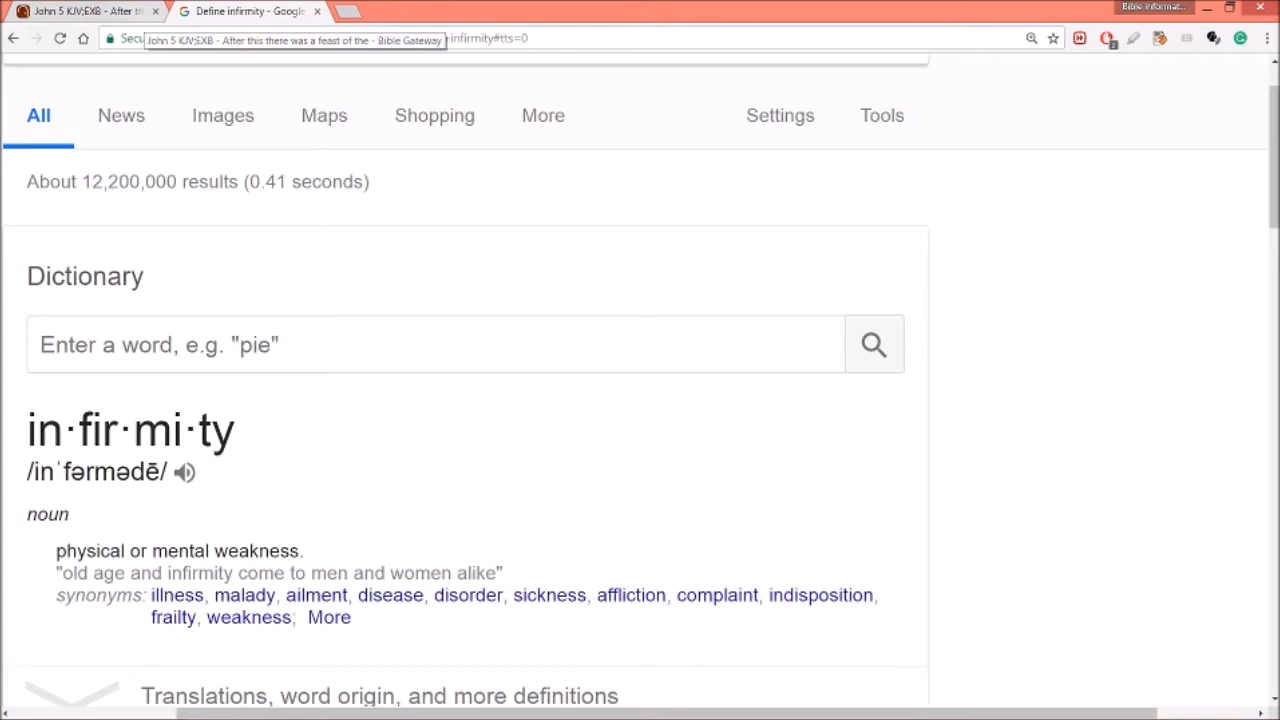 John 5 KJV;EXB - After th
Define infirmity - Google
Bible informat...
Secu
infirmity#tts=0
John 5 KJV;EXB - After this there was a feast of the - Bible Gateway
2
All News Images Maps Shopping More Settings Tools
About 12,200,000 results (0.41 seconds)
Dictionary
Enter a word, e.g. "pie"
in·fir·mi·ty
/inˈfərmədē/
noun
physical or mental weakness.
"old age and infirmity come to men and women alike"
synonyms: illness, malady, ailment, disease, disorder, sickness, affliction, complaint, indisposition,
frailty, weakness; More
Translations, word origin, and more definitions